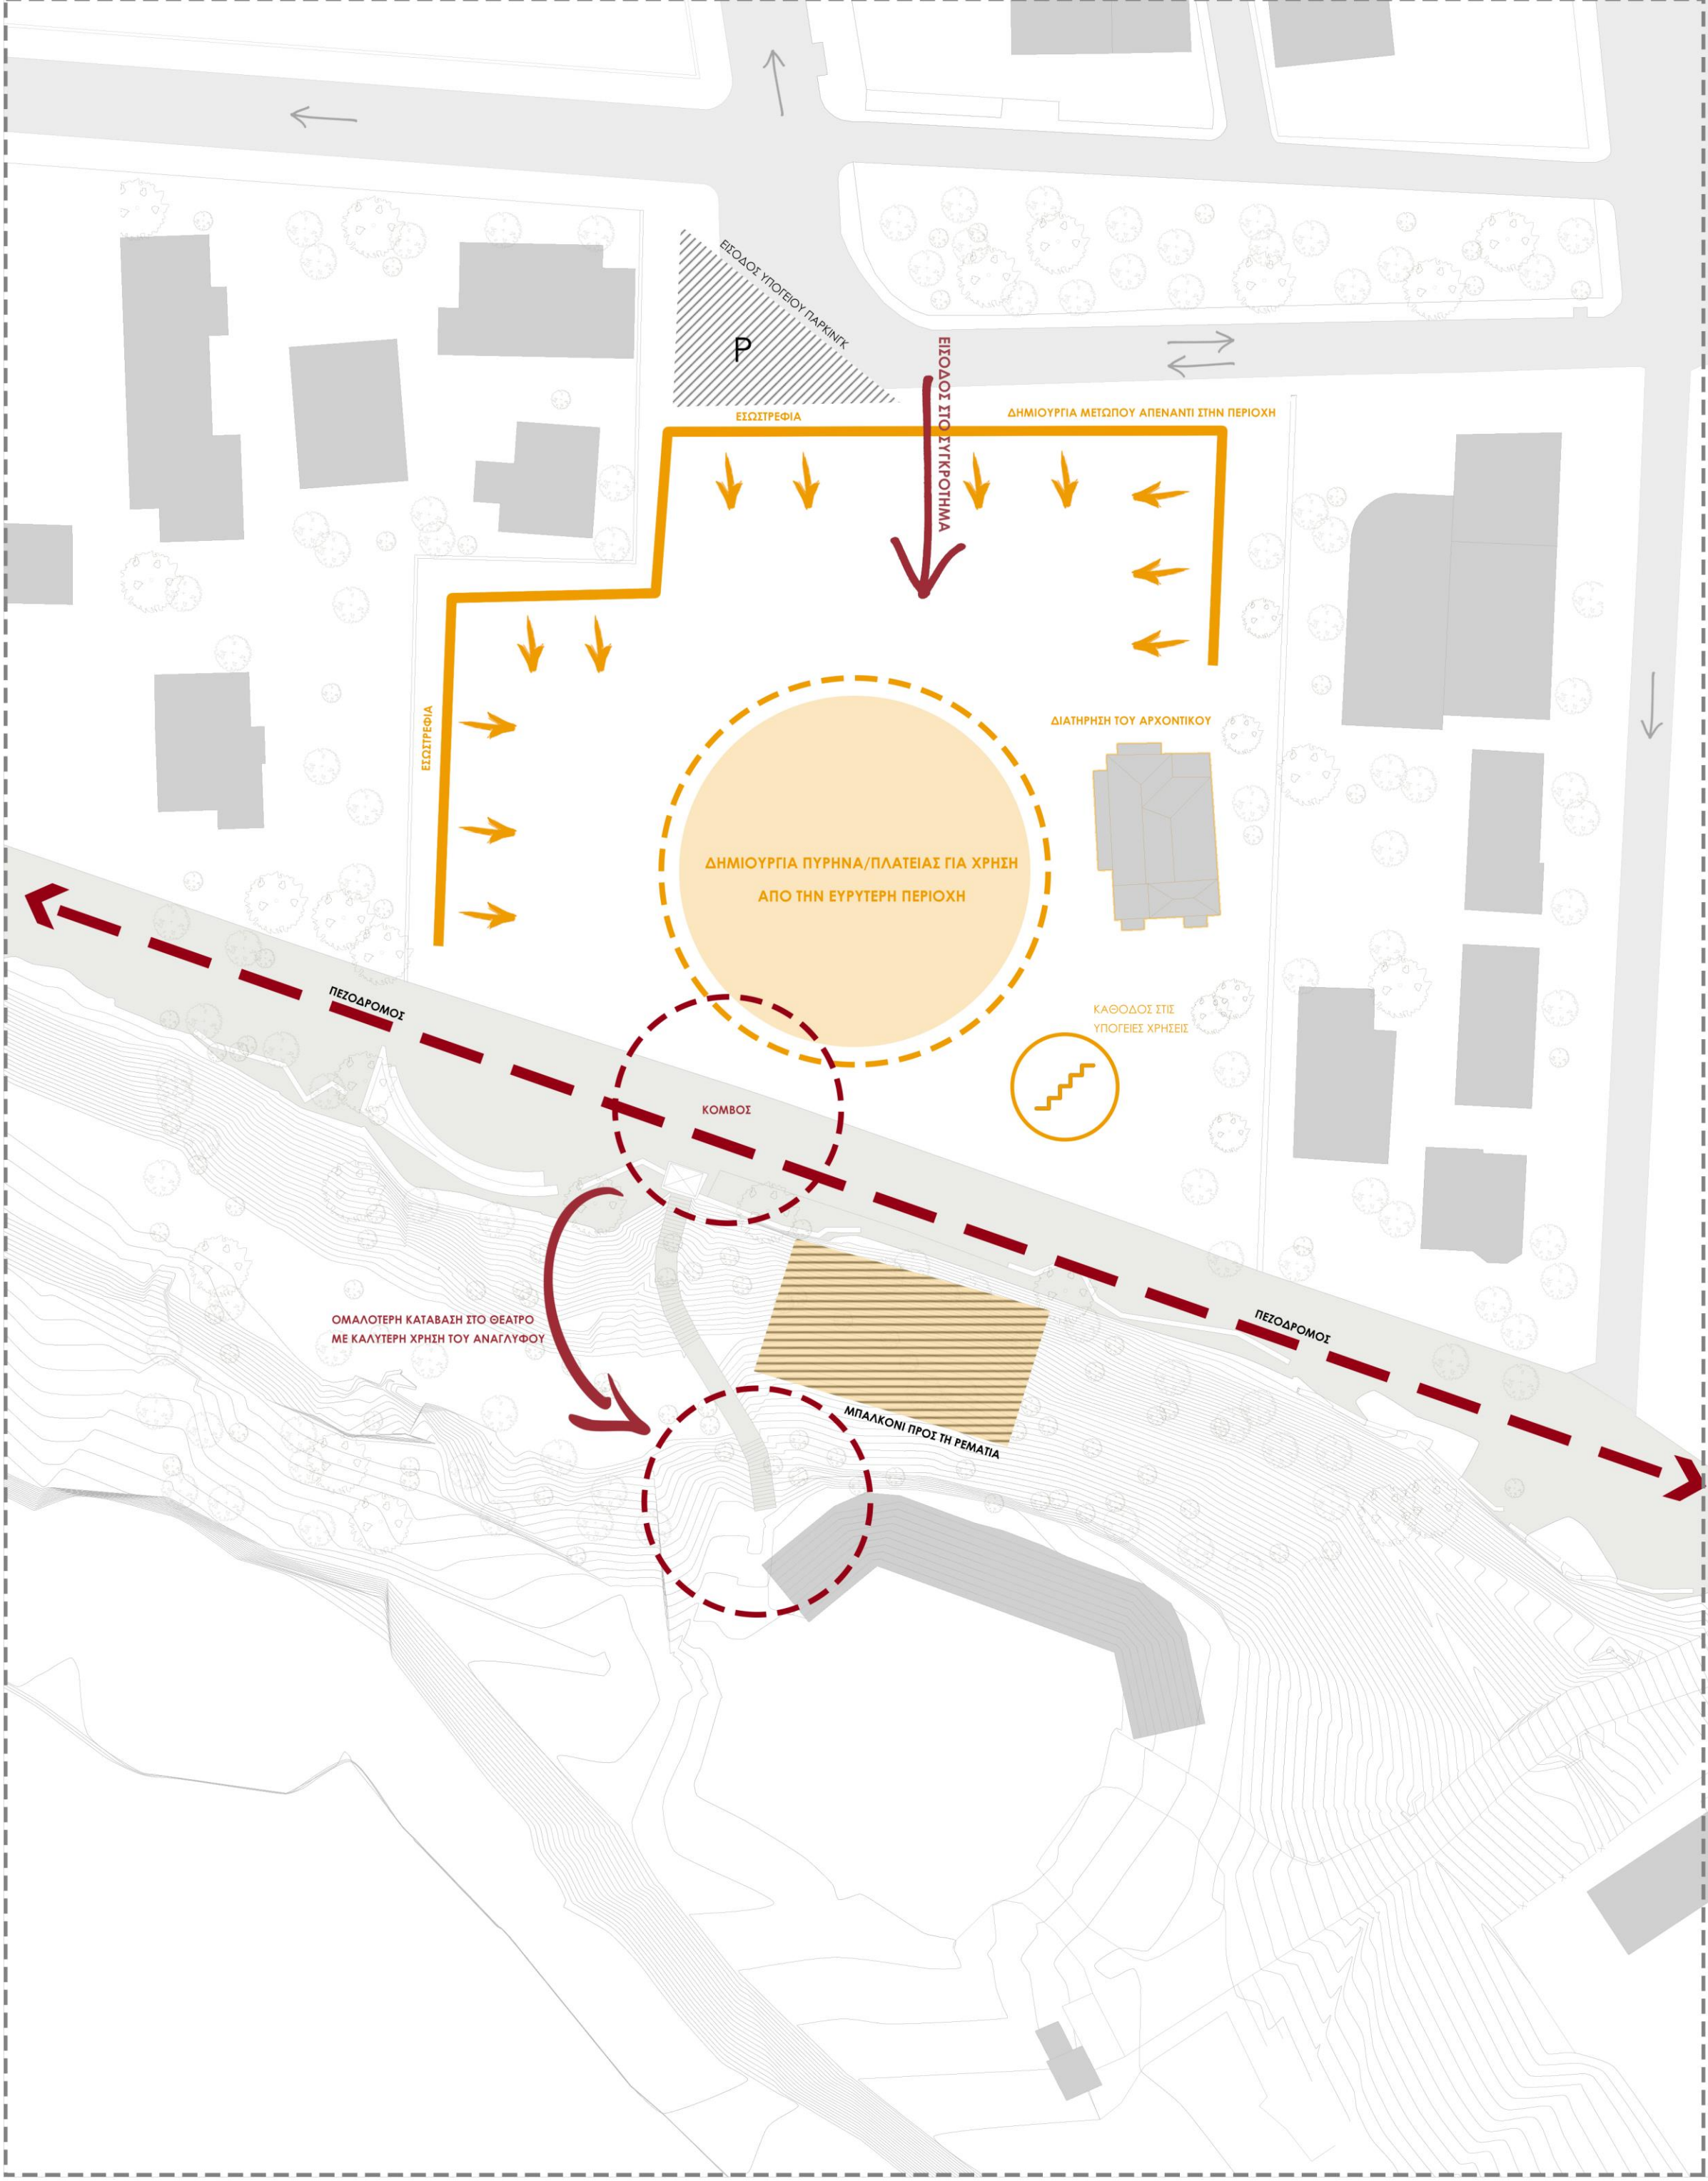 ΕΙΣΟΔΟΣ ΥΠΟΓΕΙΟΥ ΠΑΡΚΙΝΓΚ
P
ΕΙΣΟΔΟΣ ΣΤΟ ΣΥΓΚΡΟΤΗΜΑ
ΕΣΩΣΤΡΕΦΙΑ
ΔΗΜΙΟΥΡΓΙΑ ΜΕΤΩΠΟΥ ΑΠΕΝΑΝΤΙ ΣΤΗΝ ΠΕΡΙΟΧΗ
ΕΣΩΣΤΡΕΦΙΑ
ΔΙΑΤΗΡΗΣΗ ΤΟΥ ΑΡΧΟΝΤΙΚΟΥ
ΔΗΜΙΟΥΡΓΙΑ ΠΥΡΗΝΑ/ΠΛΑΤΕΙΑΣ ΓΙΑ ΧΡΗΣΗ
ΑΠΟ ΤΗΝ ΕΥΡΥΤΕΡΗ ΠΕΡΙΟΧΗ
ΠΕΖΟΔΡΟΜΟΣ
ΚΑΘΟΔΟΣ ΣΤΙΣ
ΥΠΟΓΕΙΕΣ ΧΡΗΣΕΙΣ
ΚΟΜΒΟΣ
ΟΜΑΛΟΤΕΡΗ ΚΑΤΑΒΑΣΗ ΣΤΟ ΘΕΑΤΡΟ
ΜΕ ΚΑΛΥΤΕΡΗ ΧΡΗΣΗ ΤΟΥ ΑΝΑΓΛΥΦΟΥ
ΠΕΖΟΔΡΟΜΟΣ
ΜΠΑΛΚΟΝΙ ΠΡΟΣ ΤΗ ΡΕΜΑΤΙΑ